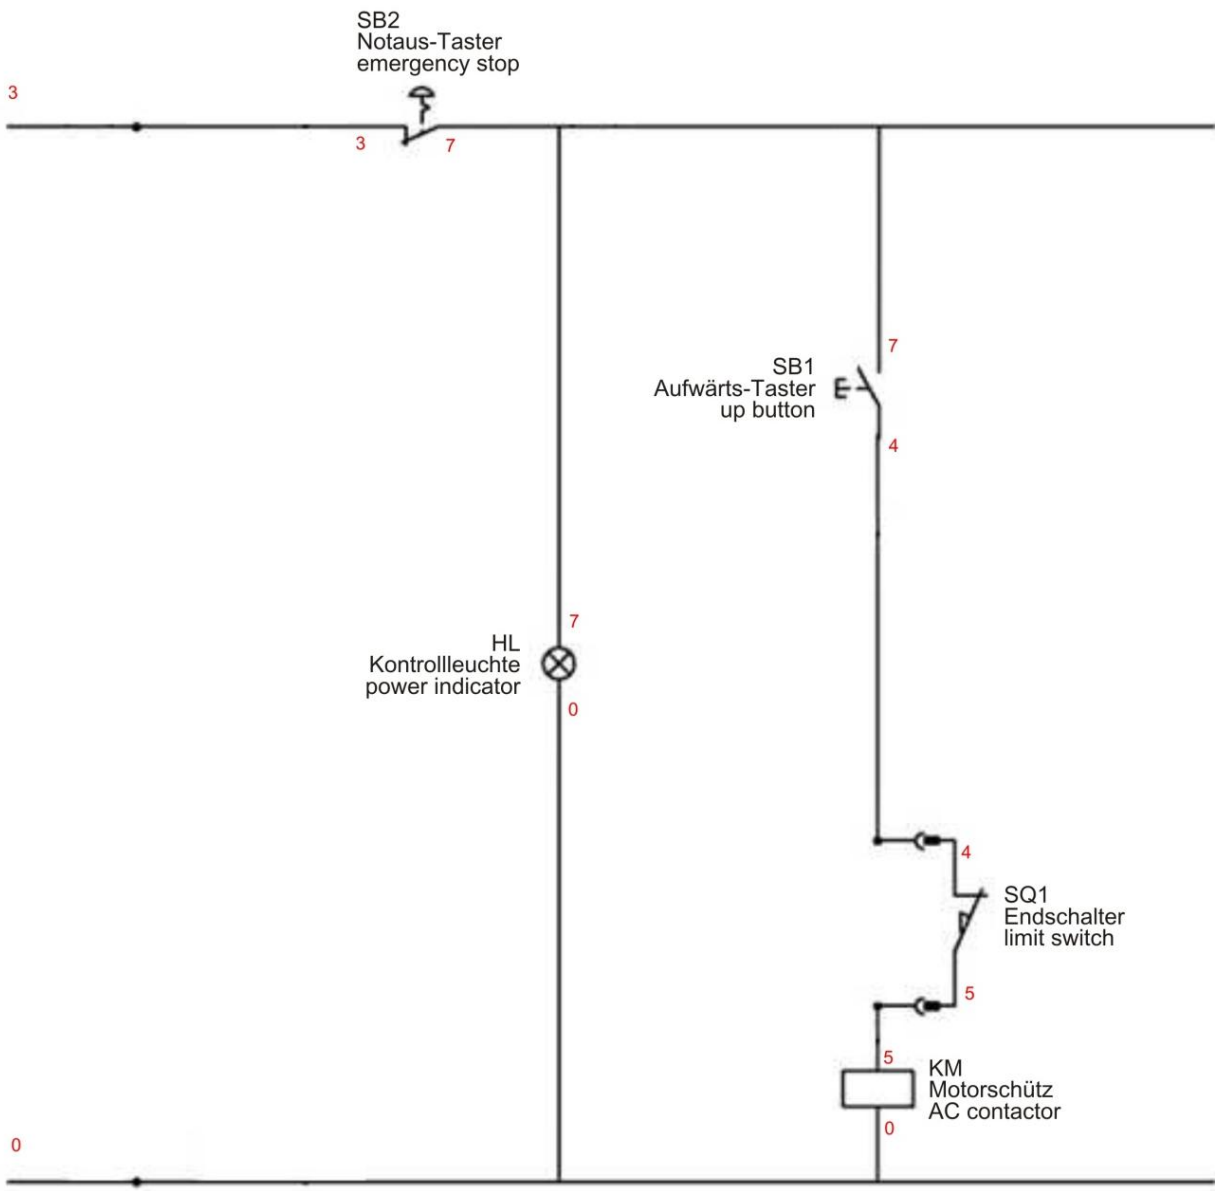 SB2
Notaus-Taster
emergency stop
3
3
7
7
SB1
Aufwärts-Taster
up button
4
7
HL
Kontrollleuchte
power indicator
0
4
SQ1
Endschalter
limit switch
5
5
KM
Motorschütz
AC contactor
0
0